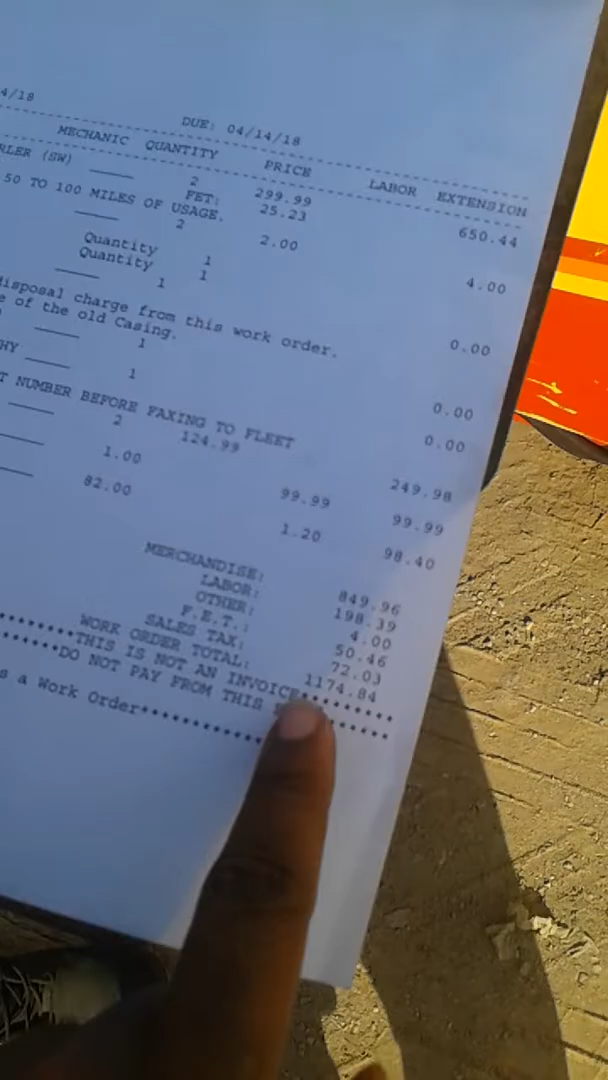 4/18
DUE: 04/14/18
MECHANIC QUANTITY PRICE LABOR EXTENSION
RLER (SW) 2 299.99 650.44
FET: 25.23
50 TO 100 MILES OF USAGE.
2 2.00 4.00
Quantity 1
Quantity 1
1 0.00
disposal charge from this work order.
e of the old Casing.
1 0.00
HY 1 0.00
T NUMBER BEFORE FAXING TO FLEET
2 124.99 249.98
1.00 99.99 99.99
82.00 1.20 98.40
MERCHANDISE: 849.96
LABOR: 198.39
OTHER: 4.00
F.E.T.: 50.46
SALES TAX: 72.03
WORK ORDER TOTAL: 1174.84
********THIS IS NOT AN INVOICE*********
******DO NOT PAY FROM THIS
s a Work Order************